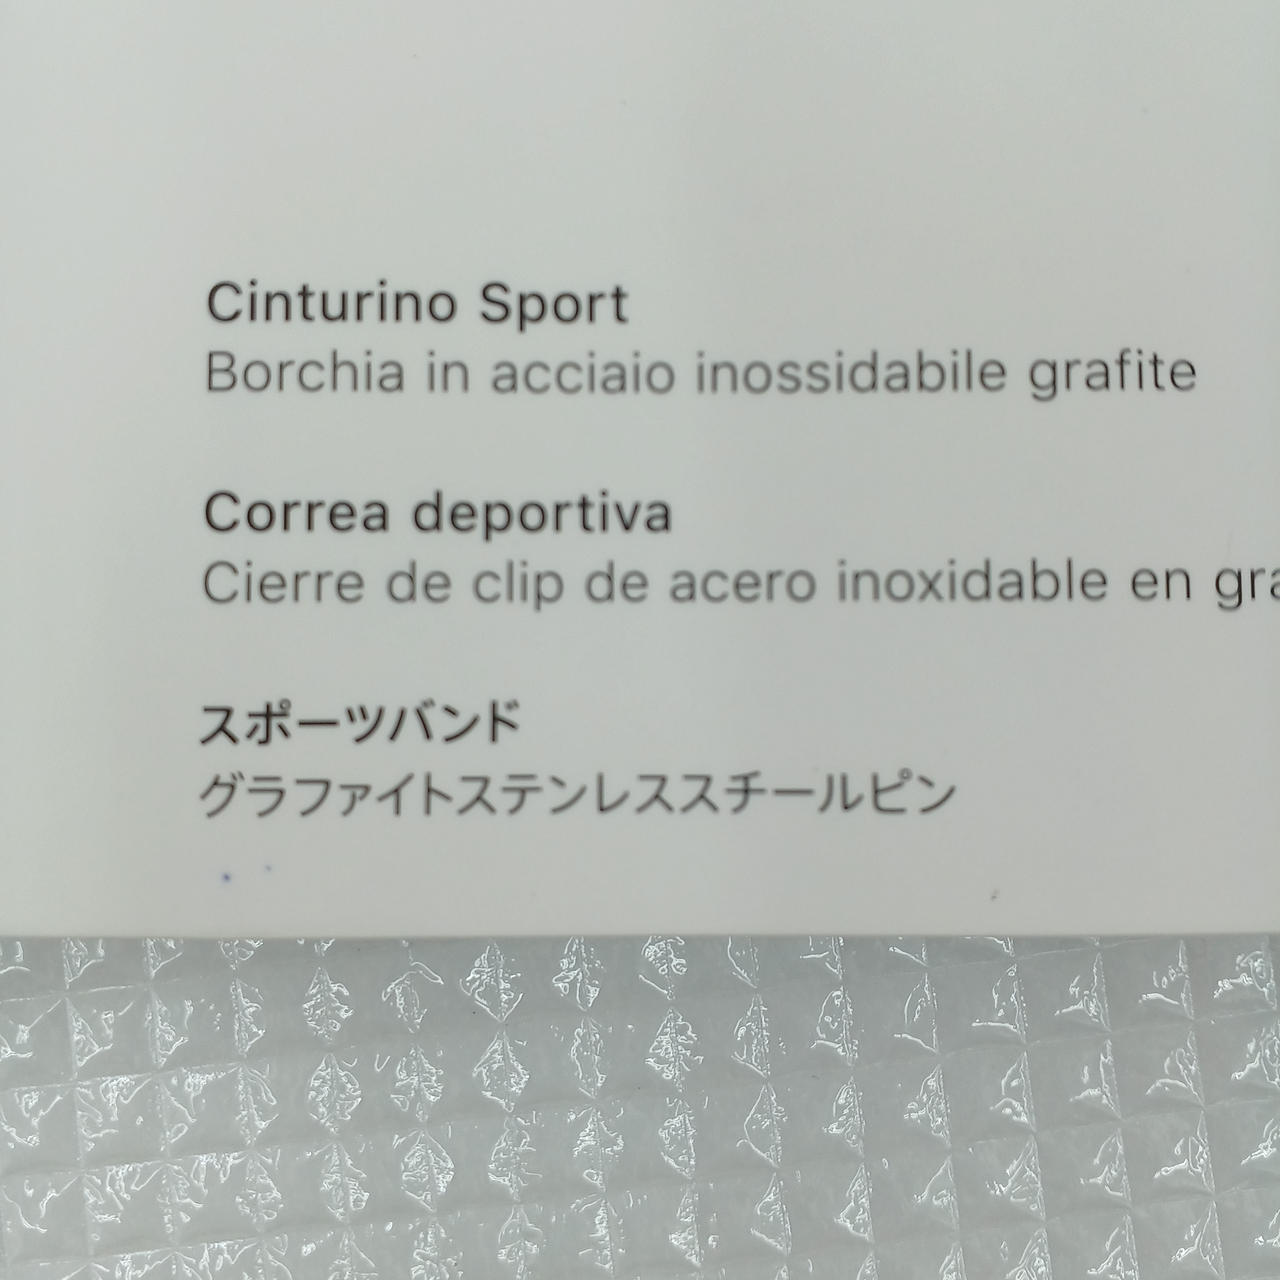 Cinturino Sport
Borchia in acciaio inossidabile grafite
Correa deportiva
Cierre de clip de acero inoxidable en
スポーツバンド
グラファイトステンレススチールピン